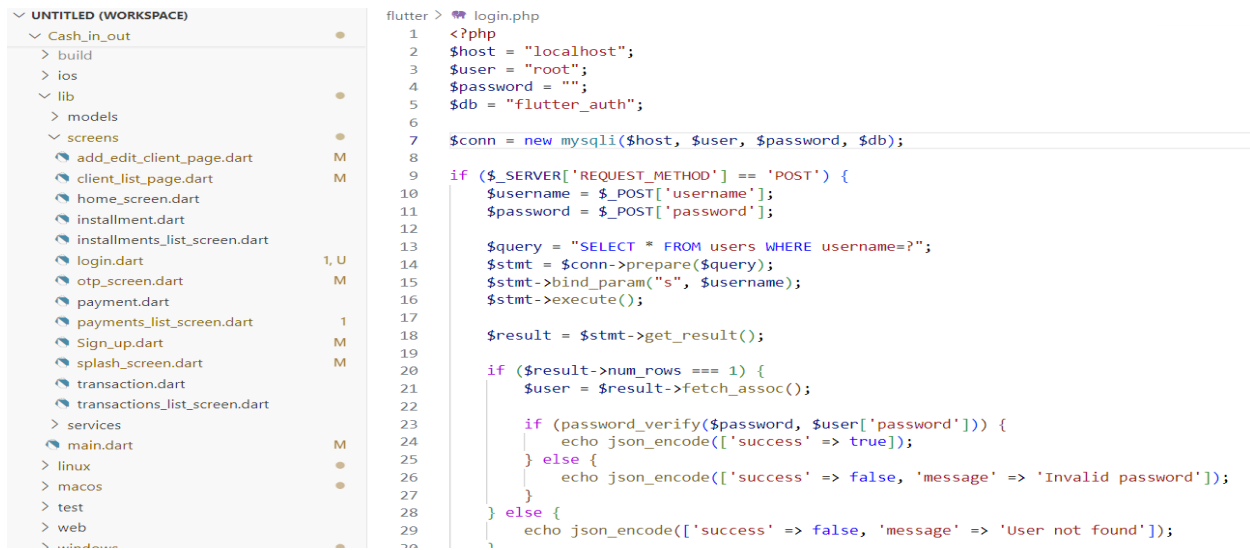 UNTITLED (WORKSPACE)
Cash_in_out
build
ios
lib
models
screens
add_edit_client_page.dart M
client_list_page.dart M
home_screen.dart
installment.dart
installments_list_screen.dart
login.dart 1, U
otp_screen.dart M
payment.dart
payments_list_screen.dart 1
Sign_up.dart M
splash_screen.dart M
transaction.dart
transactions_list_screen.dart
services
main.dart M
linux
macos
test
web
windows
flutter > login.php
1 <?php
2 $host = "localhost";
3 $user = "root";
4 $password = "";
5 $db = "flutter_auth";
6
7 $conn = new mysqli($host, $user, $password, $db);
8
9 if ($_SERVER['REQUEST_METHOD'] == 'POST') {
10 $username = $_POST['username'];
11 $password = $_POST['password'];
12
13 $query = "SELECT * FROM users WHERE username=?";
14 $stmt = $conn->prepare($query);
15 $stmt->bind_param("s", $username);
16 $stmt->execute();
17
18 $result = $stmt->get_result();
19
20 if ($result->num_rows === 1) {
21 $user = $result->fetch_assoc();
22
23 if (password_verify($password, $user['password'])) {
24 echo json_encode(['success' => true]);
25 } else {
26 echo json_encode(['success' => false, 'message' => 'Invalid password']);
27 }
28 } else {
29 echo json_encode(['success' => false, 'message' => 'User not found']);
30 }